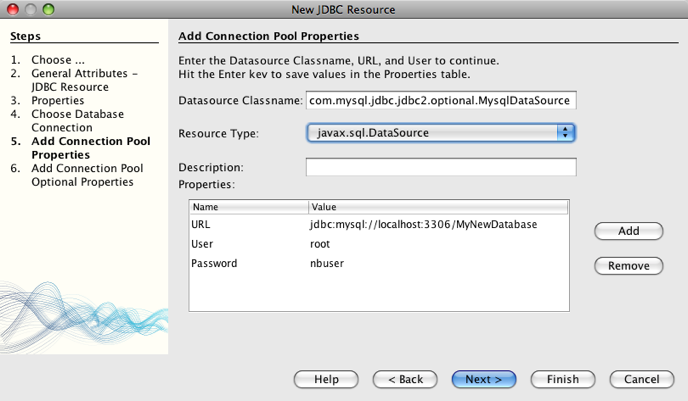 New JDBC Resource
Steps
1. Choose ...
2. General Attributes –
JDBC Resource
3. Properties
4. Choose Database
Connection
5. Add Connection Pool
Properties
6. Add Connection Pool
Optional Properties
Add Connection Pool Properties
Enter the Datasource Classname, URL, and User to continue.
Hit the Enter key to save values in the Properties table.
Datasource Classname: com.mysql.jdbc.jdbc2.optional.MysqlDataSource
Resource Type: javax.sql.DataSource
Description:
Properties:
Name Value
URL jdbc:mysql://localhost:3306/MyNewDatabase
User root
Password nbuser
Add
Remove
Help < Back Next > Finish Cancel